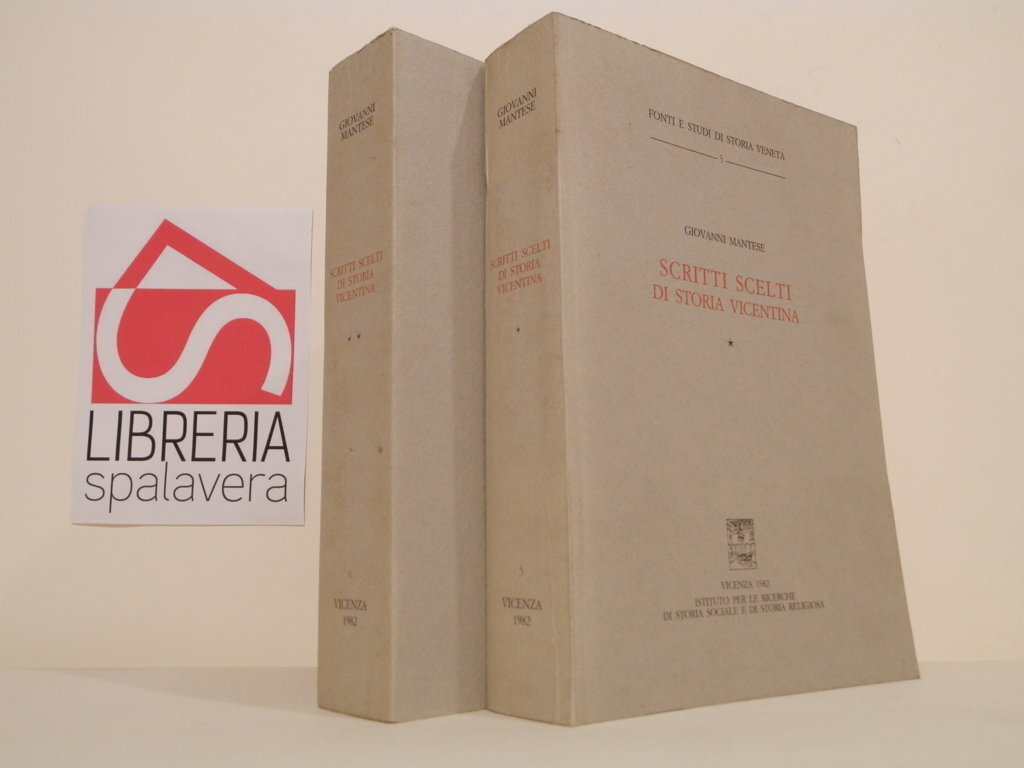 LIBRERIA
spalavera
GIOVANNI
MANTESE
SCRITTI SCELTI
DI STORIA
VICENTINA
* *
6
VICENZA
1982
GIOVANNI
MANTESE
SCRITTI SCELTI
DI STORIA
VICENTINA
*
5
VICENZA
1982
FONTI E STUDI DI STORIA VENETA
5
GIOVANNI MANTESE
SCRITTI SCELTI
DI STORIA VICENTINA
★
VICENZA 1982
ISTITUTO PER LE RICERCHE
DI STORIA SOCIALE E DI STORIA RELIGIOSA